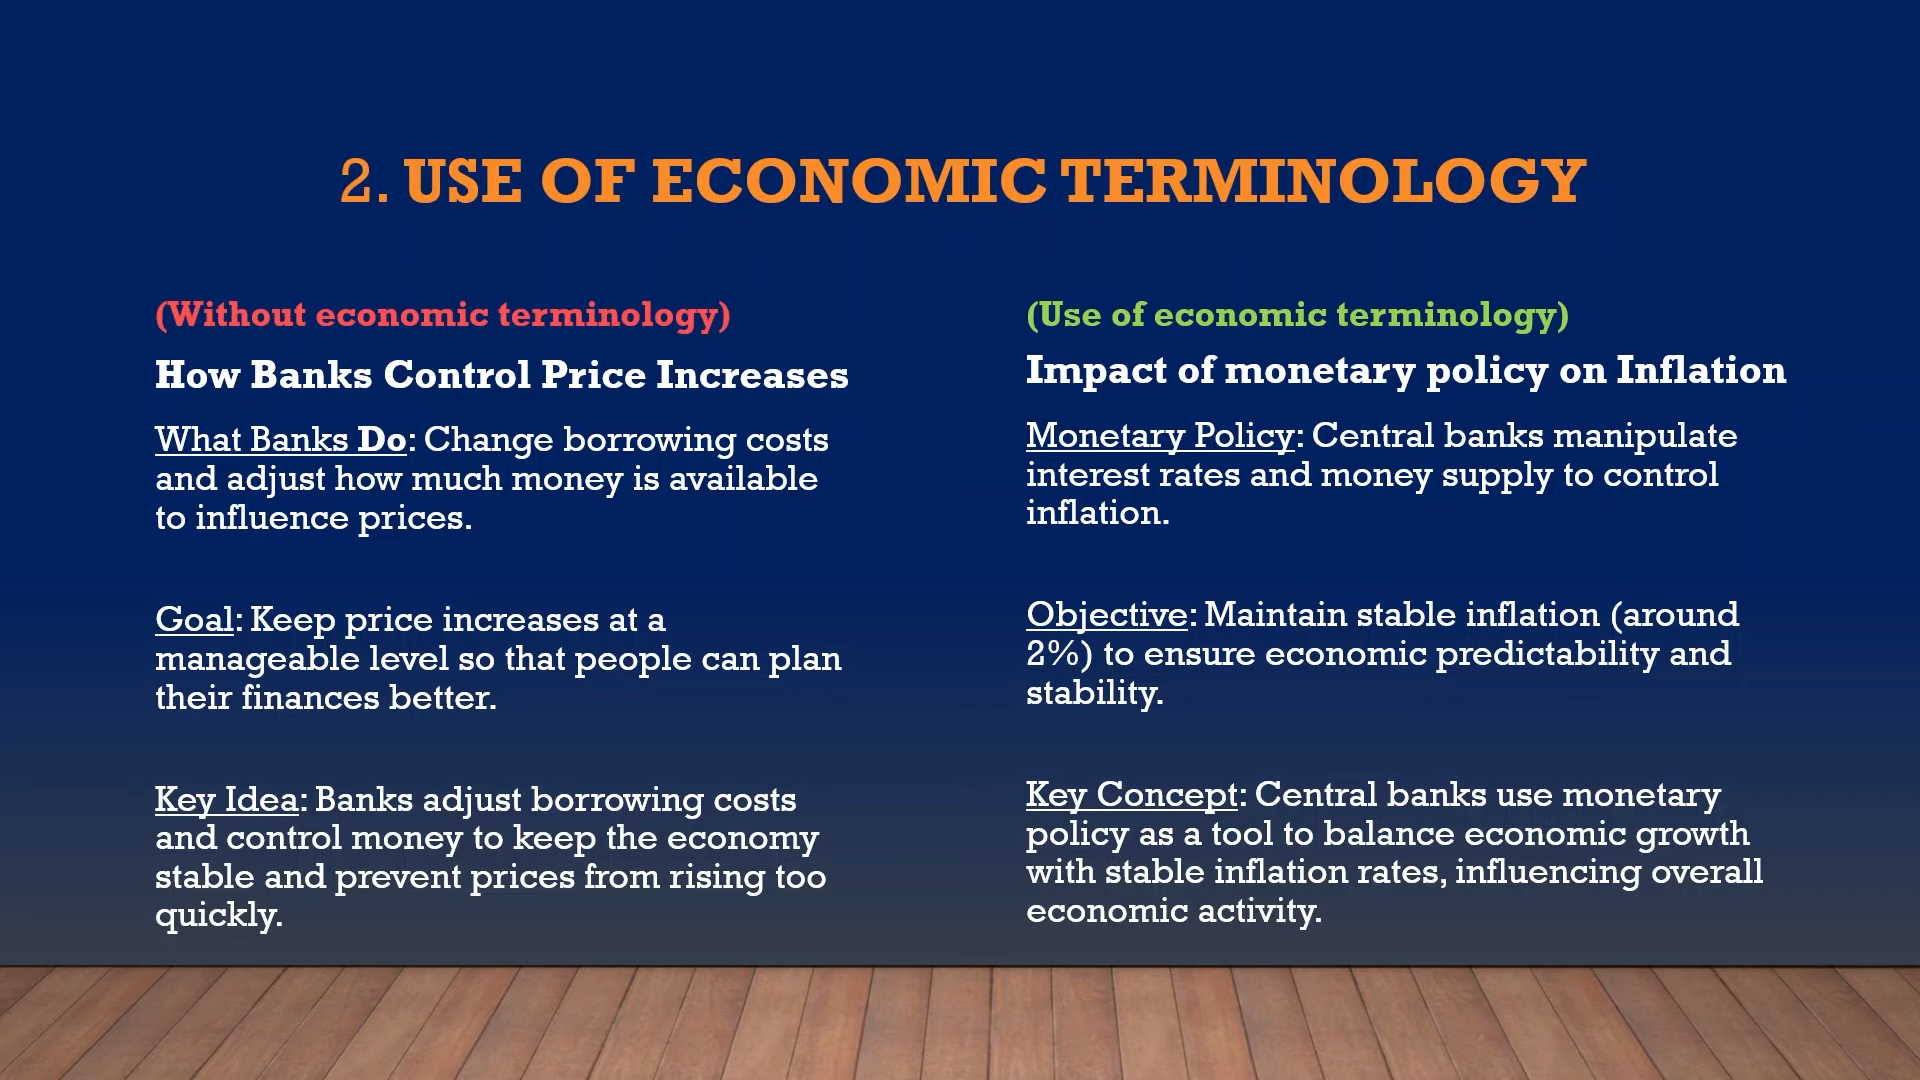 2. USE OF ECONOMIC TERMINOLOGY
(Without economic terminology)
How Banks Control Price Increases
What Banks Do: Change borrowing costs
and adjust how much money is available
to influence prices.
Goal: Keep price increases at a
manageable level so that people can plan
their finances better.
Key Idea: Banks adjust borrowing costs
and control money to keep the economy
stable and prevent prices from rising too
quickly.
(Use of economic terminology)
Impact of monetary policy on Inflation
Monetary Policy: Central banks manipulate
interest rates and money supply to control
inflation.
Objective: Maintain stable inflation (around
2%) to ensure economic predictability and
stability.
Key Concept: Central banks use monetary
policy as a tool to balance economic growth
with stable inflation rates, influencing overall
economic activity.